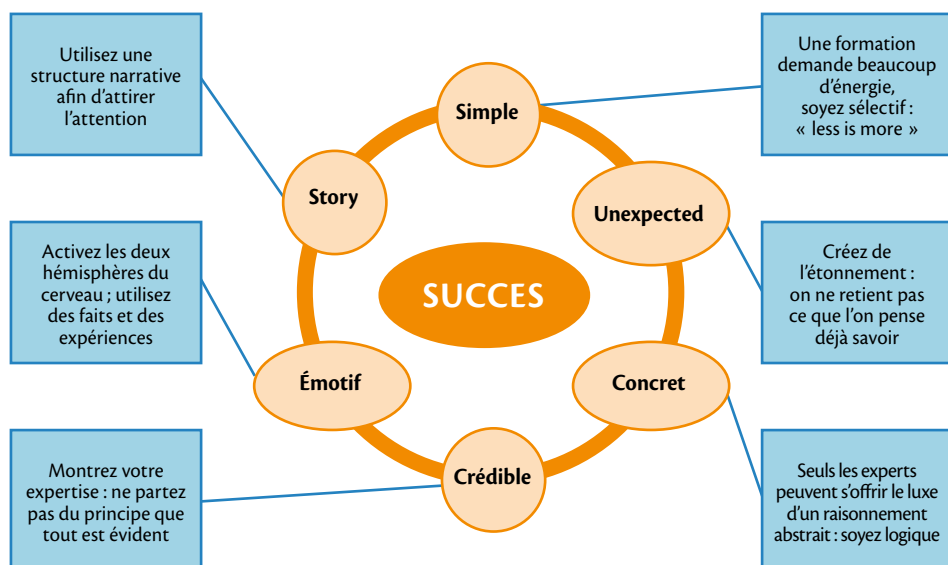 Utilisez une
structure narrative
afin d'attirer
l'attention
Simple
Une formation
demande beaucoup
d'énergie,
soyez sélectif :
« less is more »
Story
Unexpected
Activez les deux
hémisphères du
cerveau ; utilisez
des faits et des
expériences
SUCCES
Créez de
l'étonnement :
on ne retient pas
ce que l'on pense
déjà savoir
Émotif
Concret
Montrez votre
expertise : ne partez
pas du principe que
tout est évident
Crédible
Seuls les experts
peuvent s'offrir le luxe
d'un raisonnement
abstrait : soyez logique